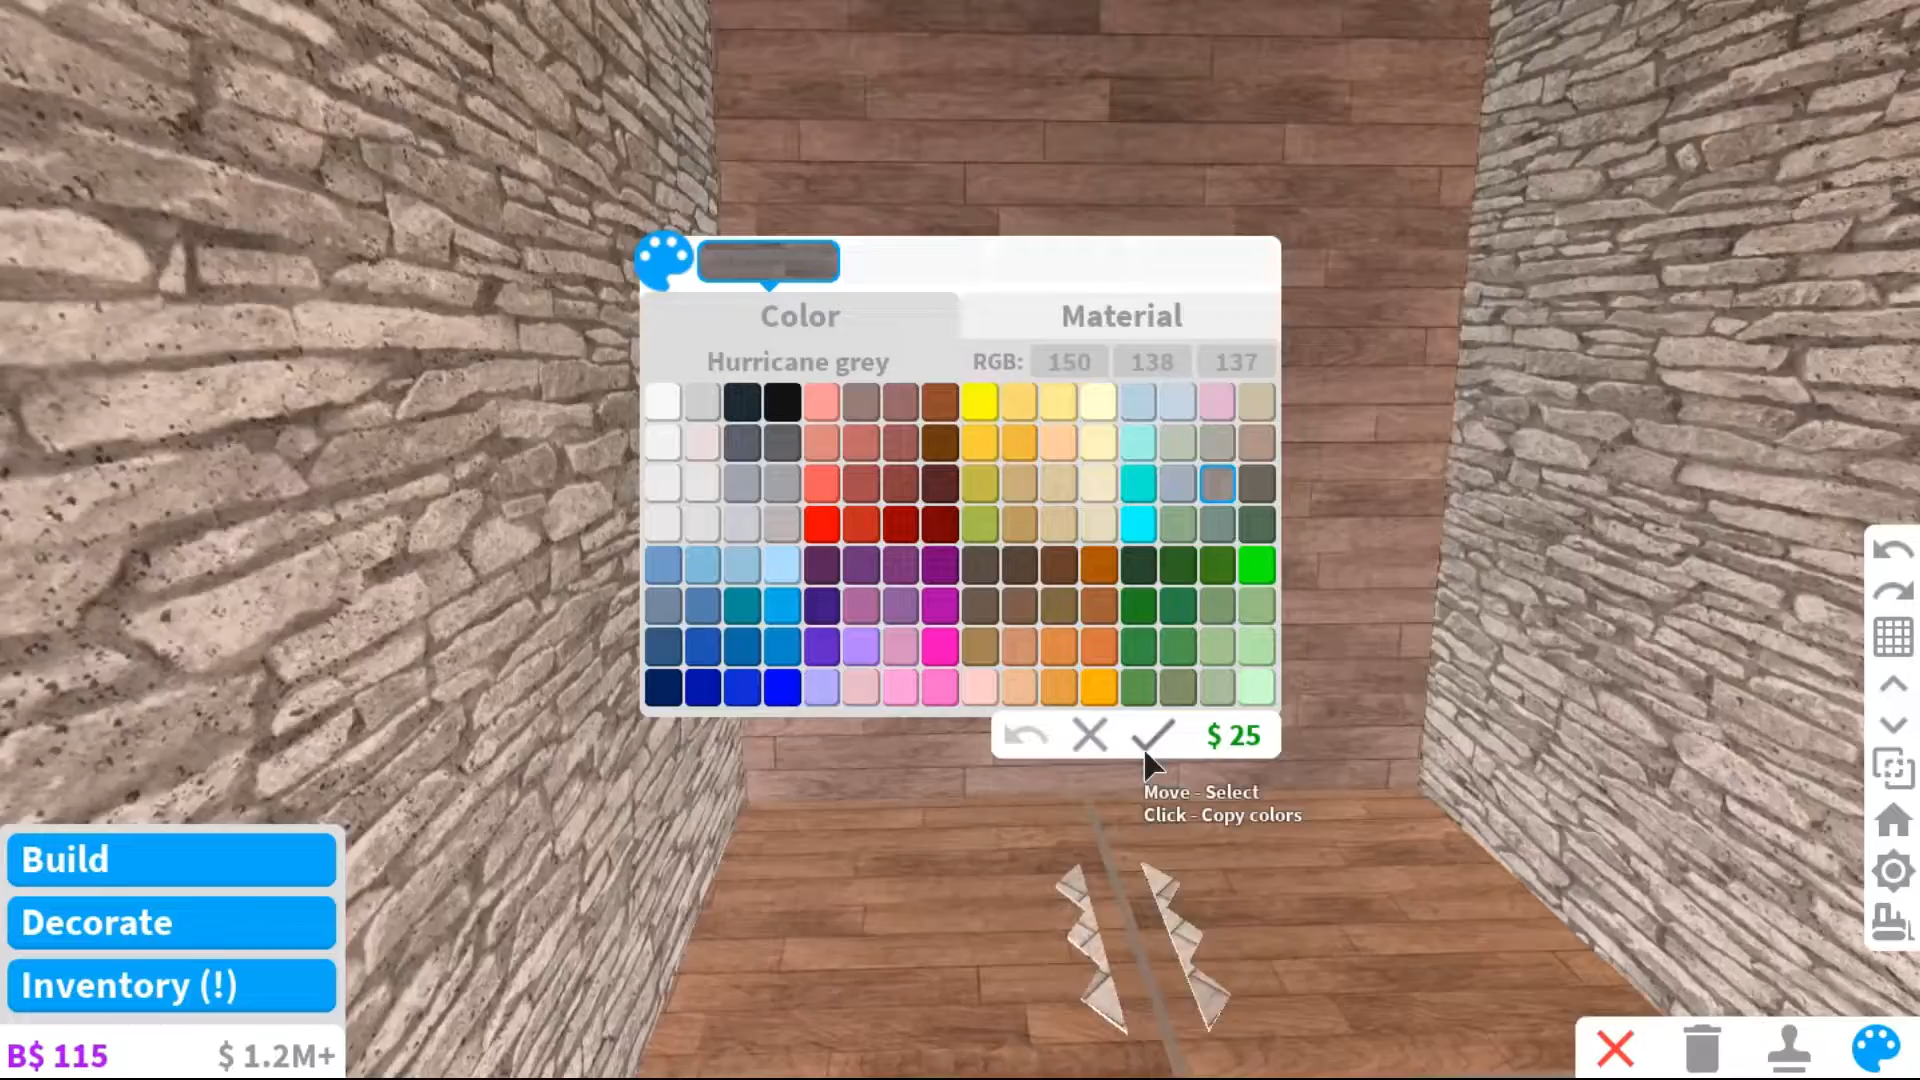 Color
Material
Hurricane grey
RGB: 150 138 137
$ 25
Move - Select
Click - Copy colors
Build
Decorate
Inventory (!)
B$ 115
$ 1.2M+